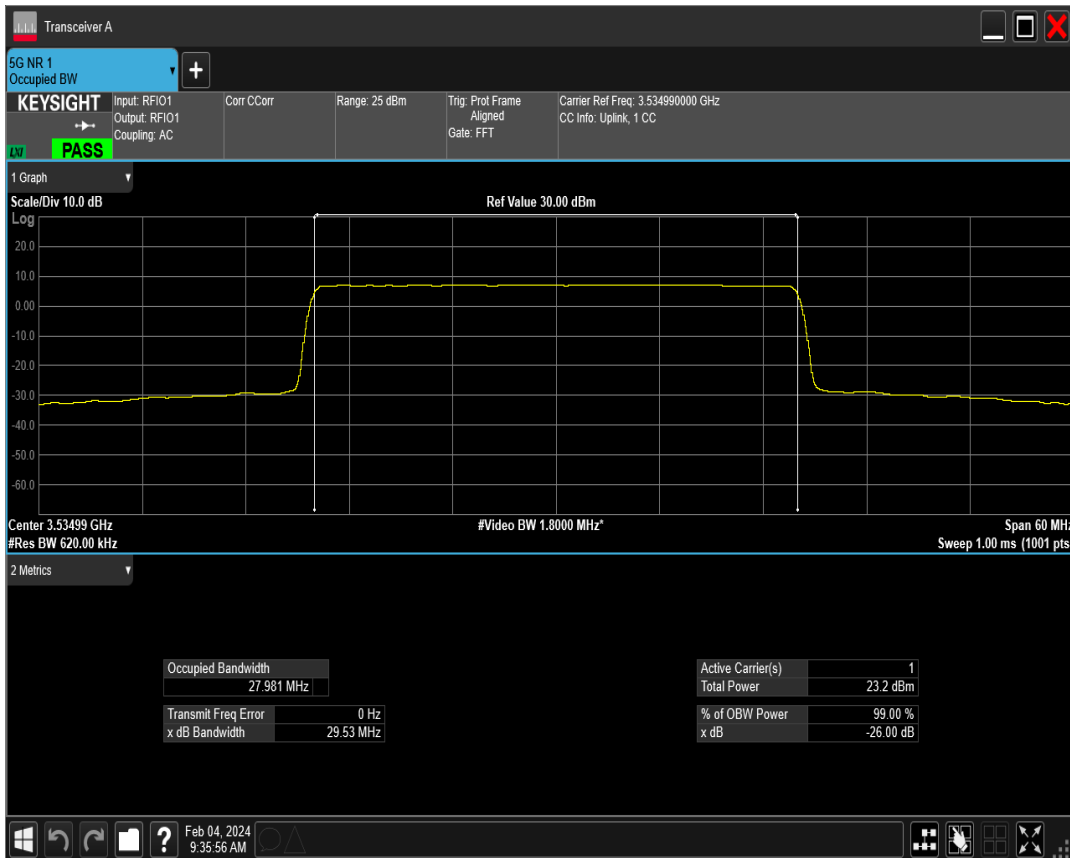 Transceiver A
5G NR 1
Occupied BW
KEYSIGHT
LXI
PASS
Input: RFIO1
Output: RFIO1
Coupling: AC
Corr CCorr
Range: 25 dBm
Trig: Prot Frame
Aligned
Gate: FFT
Carrier Ref Freq: 3.534990000 GHz
CC Info: Uplink, 1 CC
1 Graph
Scale/Div 10.0 dB
Ref Value 30.00 dBm
Log
20.0
10.0
0.00
-10.0
-20.0
-30.0
-40.0
-50.0
-60.0
Center 3.53499 GHz
#Video BW 1.8000 MHz*
Span 60 MHz
#Res BW 620.00 kHz
Sweep 1.00 ms (1001 pts
2 Metrics
Occupied Bandwidth
27.981 MHz
Transmit Freq Error 0 Hz
x dB Bandwidth 29.53 MHz
Active Carrier(s) 1
Total Power 23.2 dBm
% of OBW Power 99.00 %
x dB -26.00 dB
?
Feb 04, 2024
9:35:56 AM